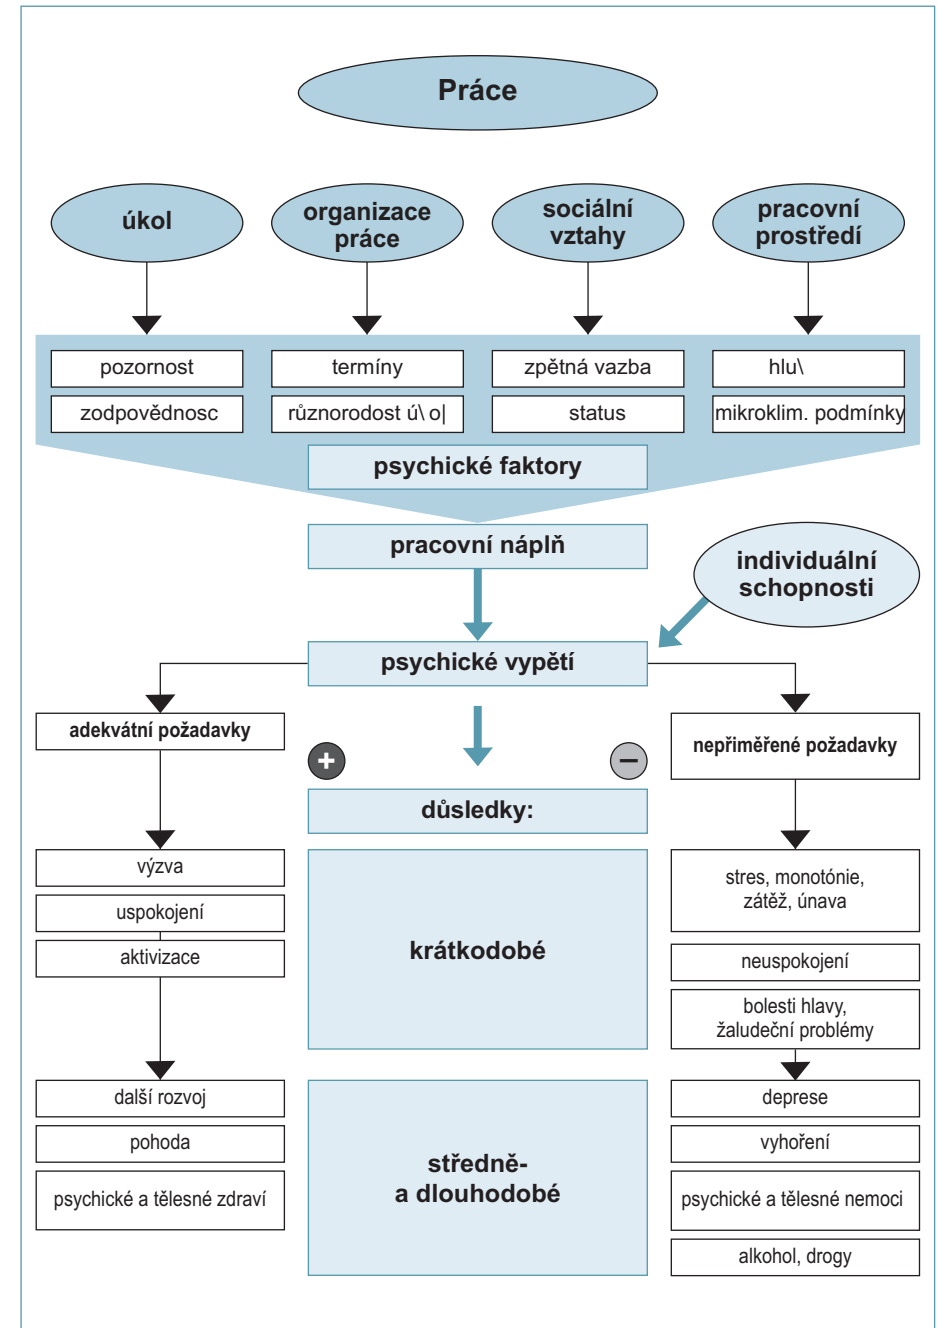 Práce
úkol
organizace
práce
sociální
vztahy
pracovní
prostředí
pozornost
termíny
zpětná vazba
hlu\
zodpovědnosc
různorodost ú\ o|
status
mikroklim. podmínky
psychické faktory
pracovní náplň
individuální
schopnosti
psychické vypětí
adekvátní požadavky
nepřiměřené požadavky
+
−
důsledky:
výzva
uspokojení
aktivizace
krátkodobé
stres, monotónie,
zátěž, únava
neuspokojení
bolesti hlavy,
žaludeční problémy
další rozvoj
pohoda
psychické a tělesné zdraví
středně-
a dlouhodobé
deprese
vyhoření
psychické a tělesné nemoci
alkohol, drogy